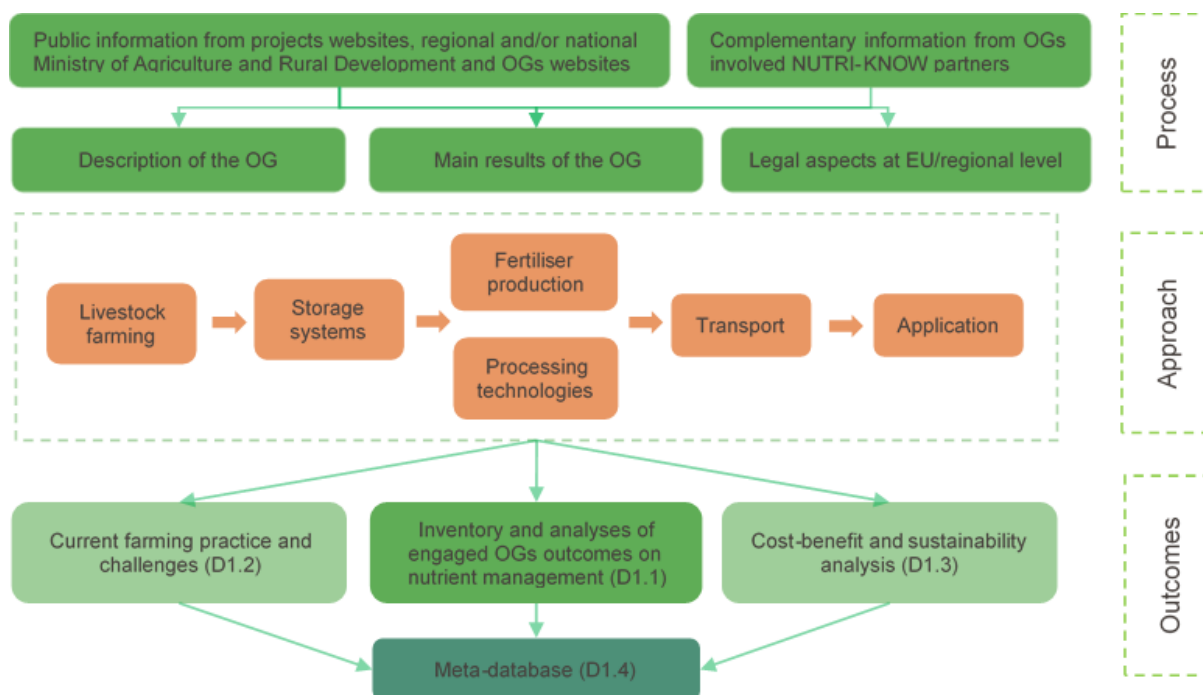 Public information from projects websites, regional and/or national
Ministry of Agriculture and Rural Development and OGs websites
Complementary information from OGs
involved NUTRI-KNOW partners
Process
Description of the OG
Main results of the OG
Legal aspects at EU/regional level
Livestock
farming
Storage
systems
Fertiliser
production
Processing
technologies
Transport
Application
Approach
Current farming practice and
challenges (D1.2)
Inventory and analyses of
engaged OGs outcomes on
nutrient management (D1.1)
Cost-benefit and sustainability
analysis (D1.3)
Outcomes
Meta-database (D1.4)